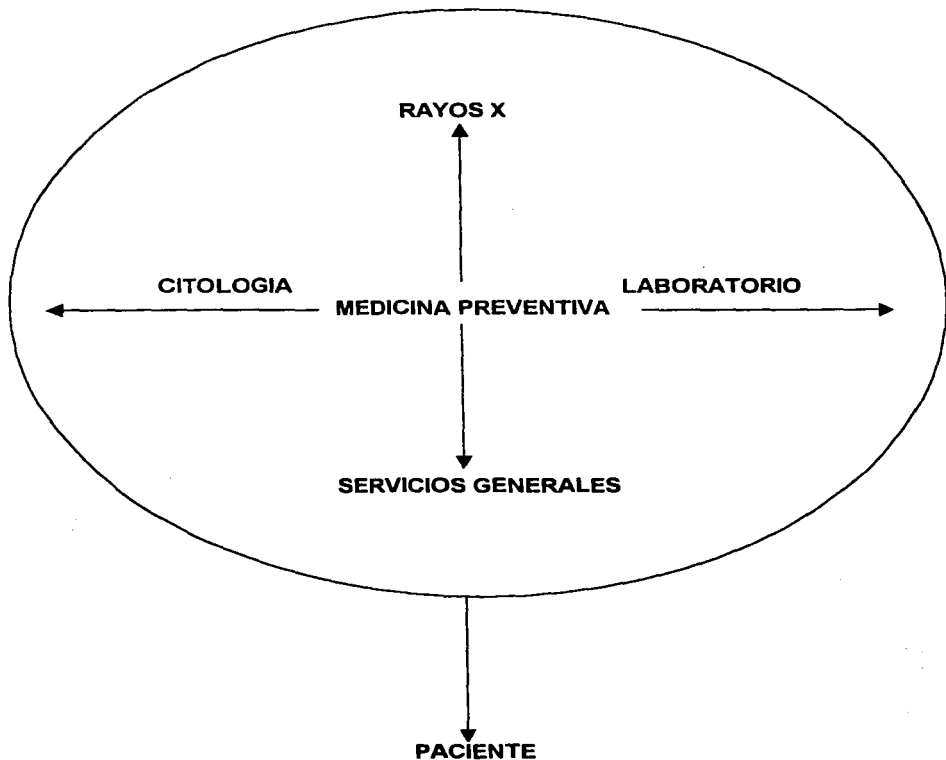 RAYOS X
CITOLOGIA
LABORATORIO
MEDICINA PREVENTIVA
SERVICIOS GENERALES
PACIENTE